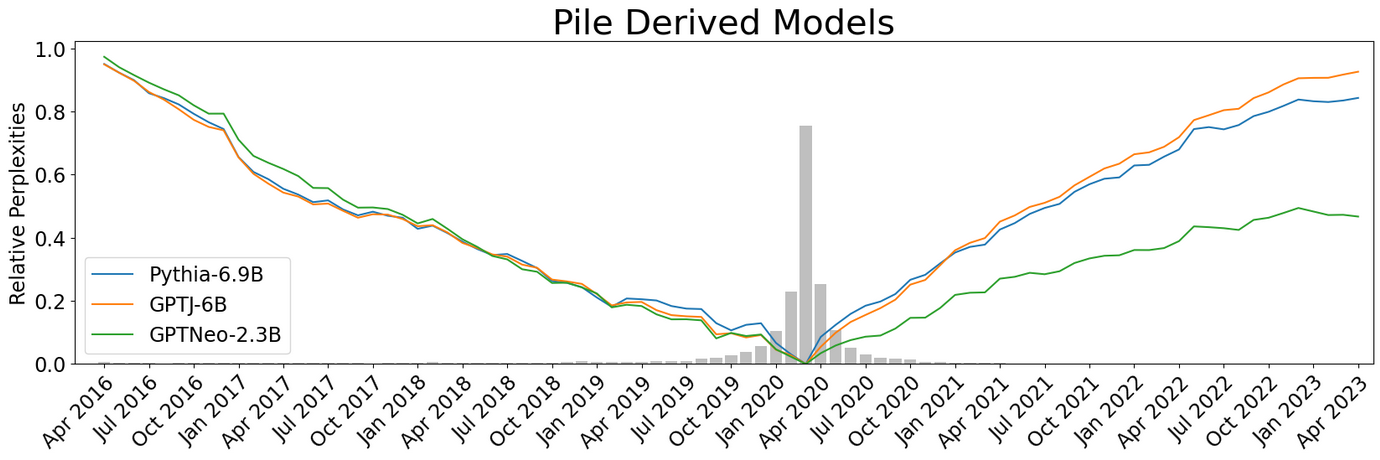 Pile Derived Models
Relative Perplexities
1.0
0.8
0.6
0.4
0.2
0.0
Pythia-6.9B
GPTJ-6B
GPTNeo-2.3B
Apr 2016
Jul 2016
Oct 2016
Jan 2017
Apr 2017
Jul 2017
Oct 2017
Jan 2018
Apr 2018
Jul 2018
Oct 2018
Jan 2019
Apr 2019
Jul 2019
Oct 2019
Jan 2020
Apr 2020
Jul 2020
Oct 2020
Jan 2021
Apr 2021
Jul 2021
Oct 2021
Jan 2022
Apr 2022
Jul 2022
Oct 2022
Jan 2023
Apr 2023